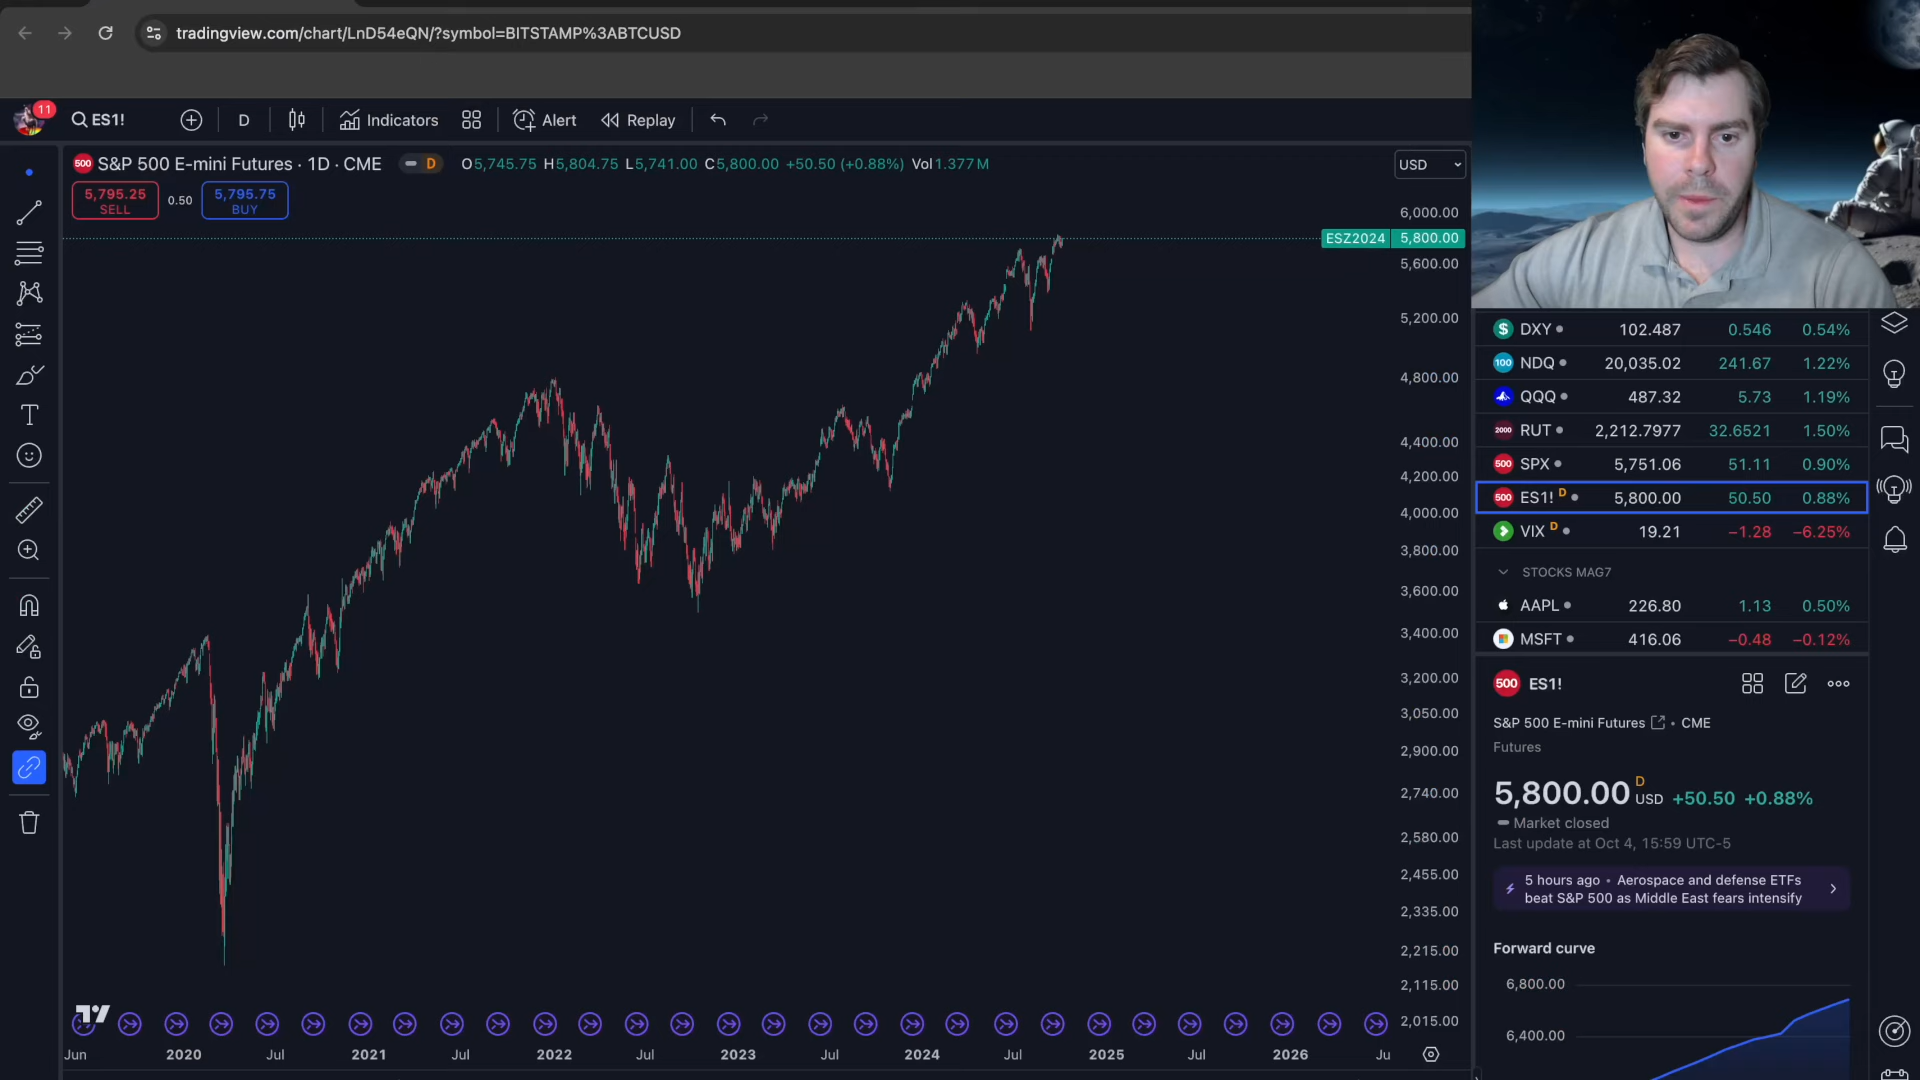 tradingview.com/chart/LnD54eQN/?symbol=BITSTAMP%3ABTCUSD
11
ES1!
D
Indicators
Alert
Replay
500 S&P 500 E-mini Futures · 1D · CME
D
O5,745.75 H5,804.75 L5,741.00 C5,800.00 +50.50 (+0.88%) Vol1.377 M
USD
5,795.25
SELL
0.50
5,795.75
BUY
6,000.00
ESZ2024 5,800.00
5,600.00
5,200.00
4,800.00
4,400.00
4,200.00
4,000.00
3,800.00
3,600.00
3,400.00
3,200.00
3,050.00
2,900.00
2,740.00
2,580.00
2,455.00
2,335.00
2,215.00
2,115.00
2,015.00
Jun 2020 Jul 2021 Jul 2022 Jul 2023 Jul 2024 Jul 2025 Jul 2026 Ju
$ DXY 102.487 0.546 0.54%
100 NDQ 20,035.02 241.67 1.22%
QQQ 487.32 5.73 1.19%
2000 RUT 2,212.7977 32.6521 1.50%
500 SPX 5,751.06 51.11 0.90%
500 ES1! D 5,800.00 50.50 0.88%
VIX D 19.21 −1.28 −6.25%
STOCKS MAG7
AAPL 226.80 1.13 0.50%
MSFT 416.06 −0.48 −0.12%
500 ES1!
S&P 500 E-mini Futures • CME
Futures
5,800.00 D USD +50.50 +0.88%
Market closed
Last update at Oct 4, 15:59 UTC-5
5 hours ago • Aerospace and defense ETFs
beat S&P 500 as Middle East fears intensify
Forward curve
6,800.00
6,400.00